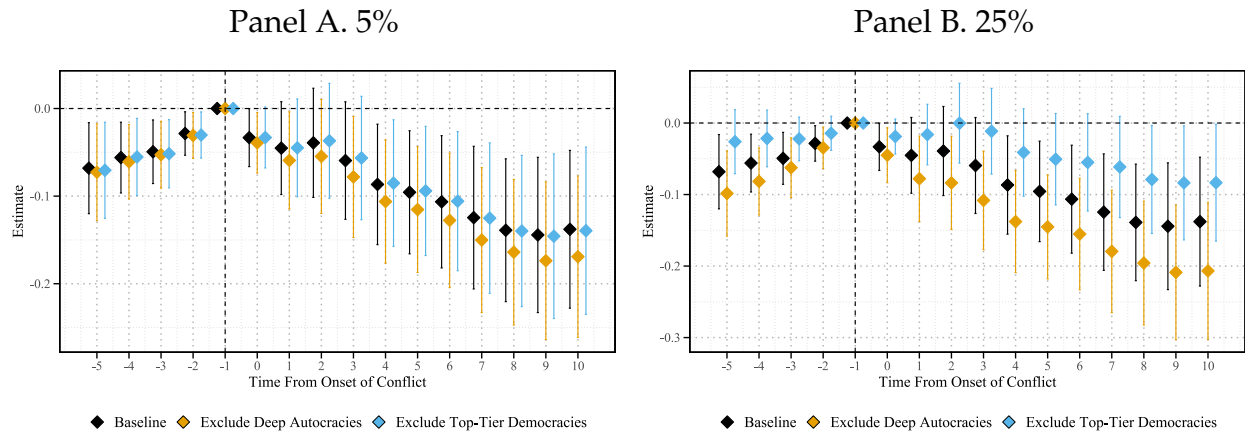 Panel A. 5%
0.0
-0.1
-0.2
Estimate
-5 -4 -3 -2 -1 0 1 2 3 4 5 6 7 8 9 10
Time From Onset of Conflict
Baseline Exclude Deep Autocracies Exclude Top-Tier Democracies
Panel B. 25%
0.0
-0.1
-0.2
-0.3
Estimate
-5 -4 -3 -2 -1 0 1 2 3 4 5 6 7 8 9 10
Time From Onset of Conflict
Baseline Exclude Deep Autocracies Exclude Top-Tier Democracies